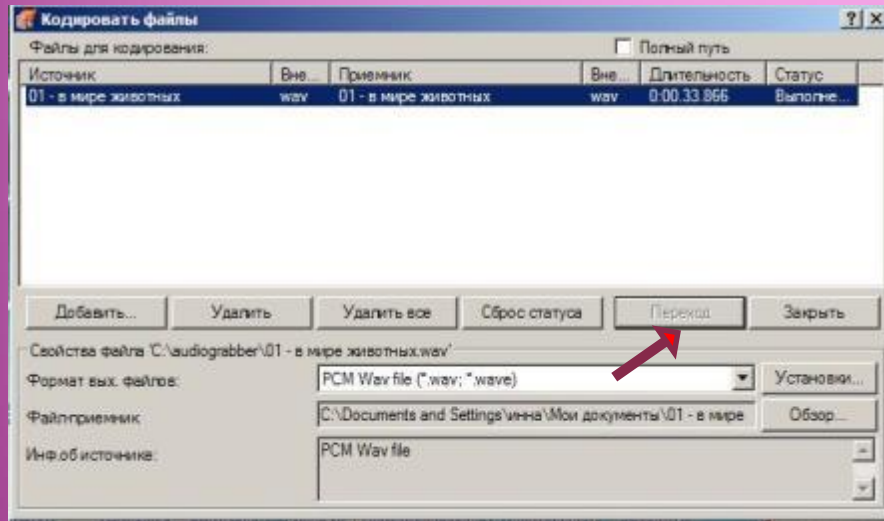 Кодировать файлы
Файлы для кодирования:
Полный путь
Источник Вне... Приемник Вне... Длительность Статус
01 - в мире животных wav 01 - в мире животных wav 0:00.33.866 Выполне...
Добавить... Удалить Удалить все Сброс статуса Переход Закрыть
Свойства файла 'C:\audiograbber\01 - в мире животных.wav'
Формат вых. файлов: PCM Wav file (*.wav; *.wave) Установки...
Файл-приемник C:\Documents and Settings\инна\Мои документы\01 - в мире Обзор...
Инф.об источнике: PCM Wav file